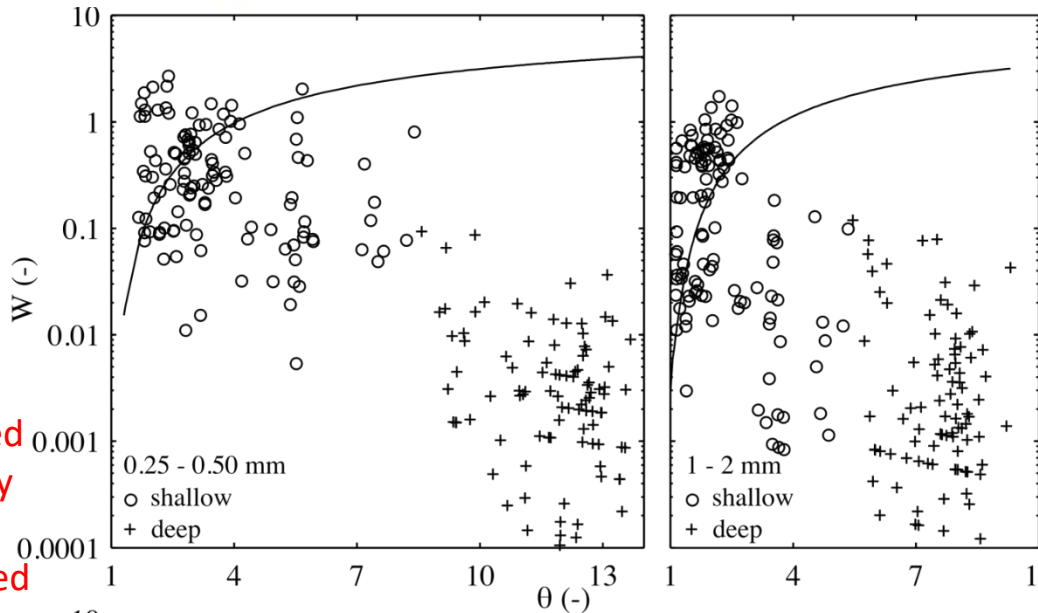 10
1
0.1
0.01
0.001
0.0001
W (-)
0.25 - 0.50 mm
shallow
deep
1 - 2 mm
shallow
deep
1 4 7 10 13
1 4 7
θ (-)